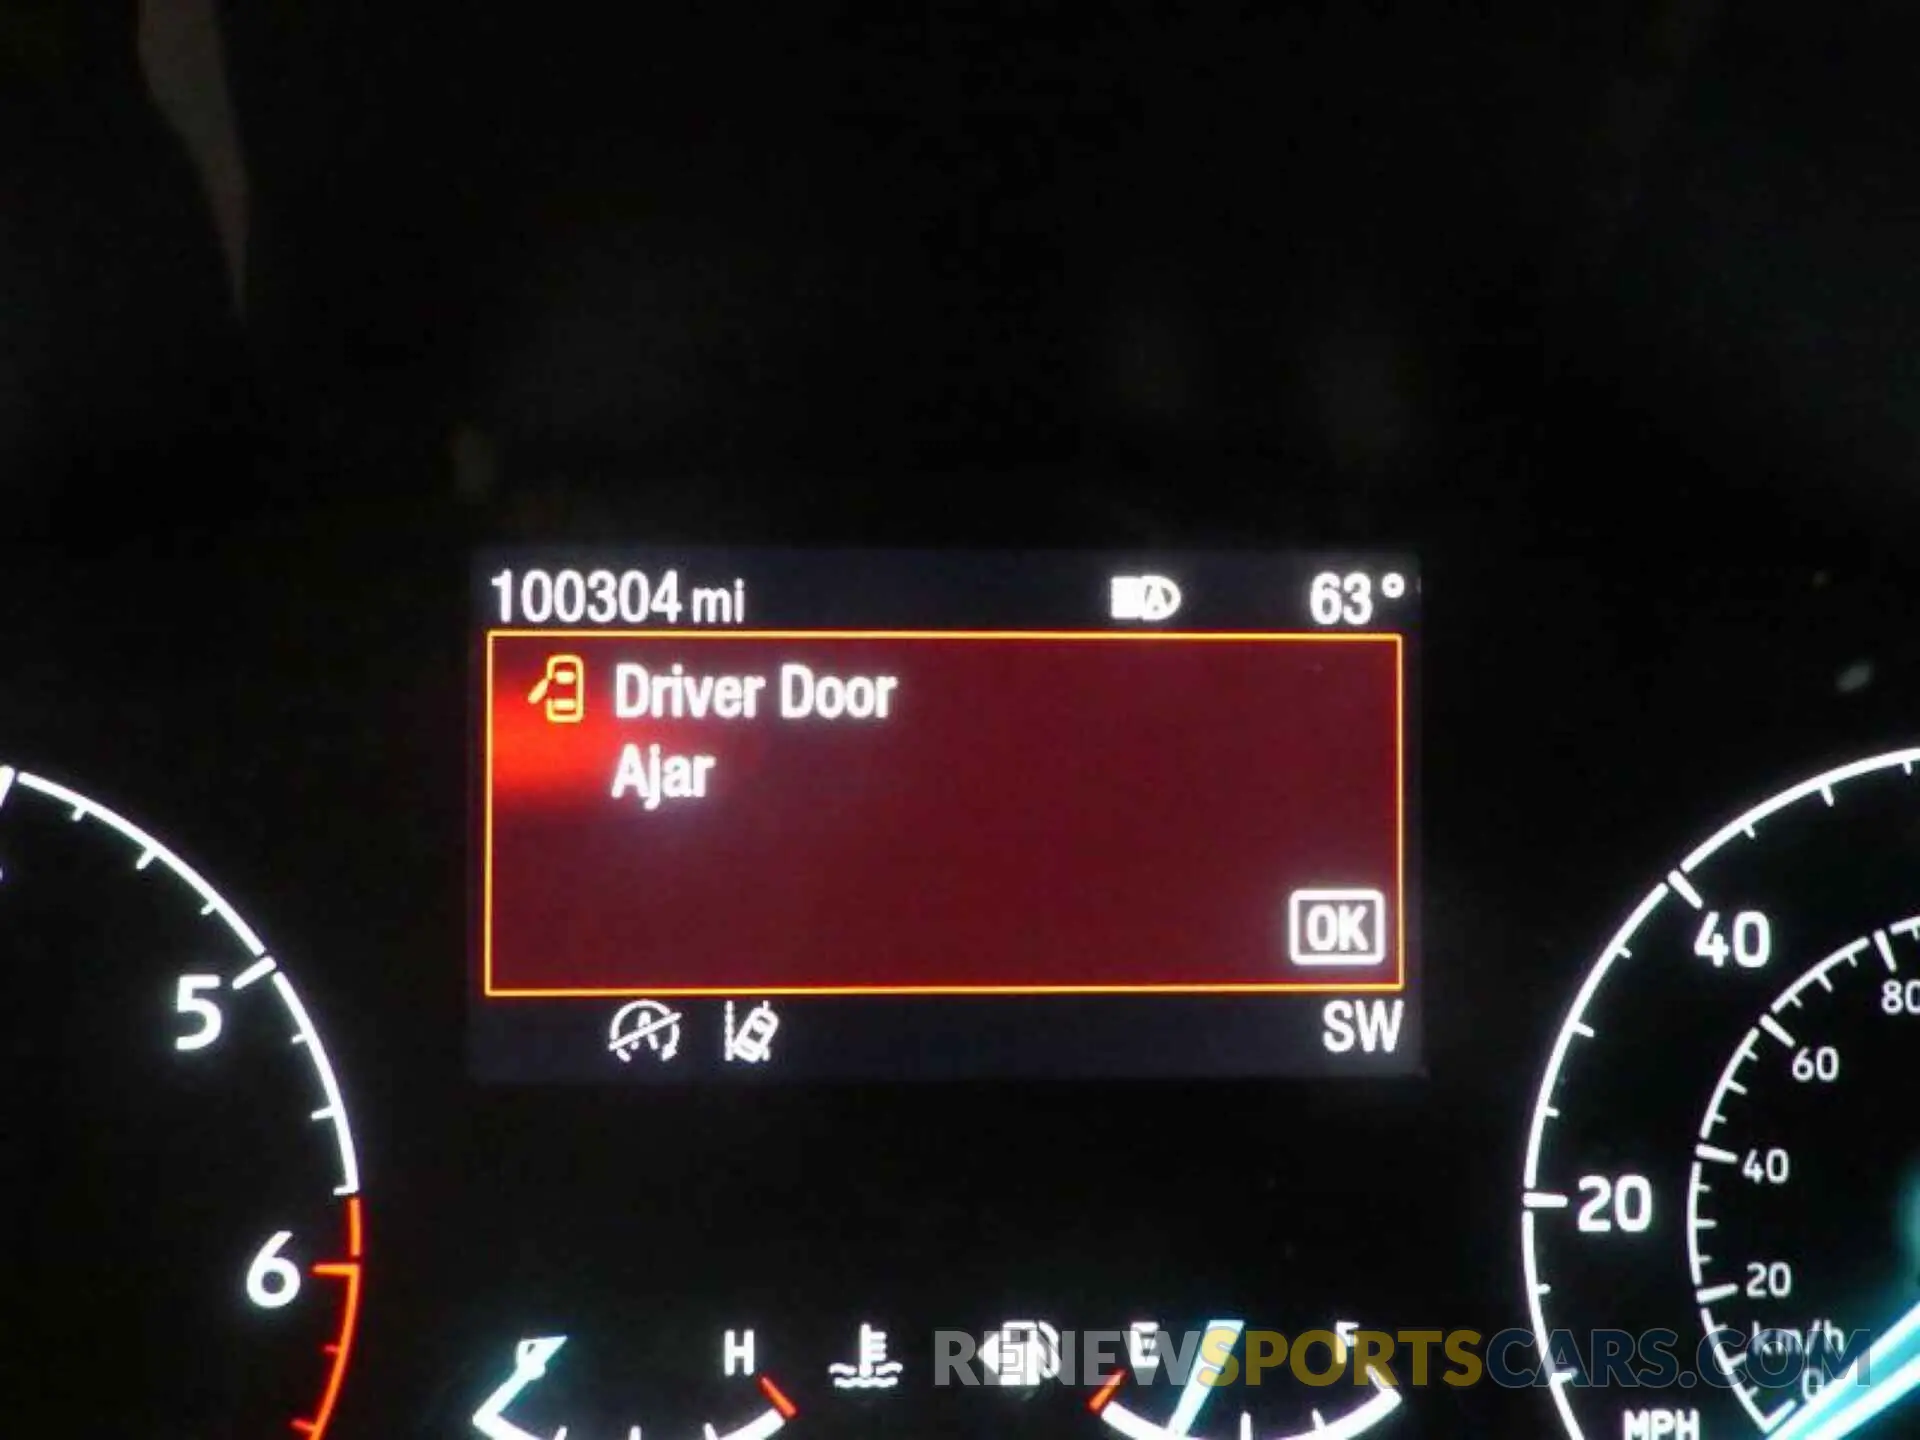 100304 mi 63°
Driver Door
Ajar
OK
SW
5
6
40
80
60
40
20
20
km/h
0
MPH
H
E
F
RENEWSPORTSCARS.COM